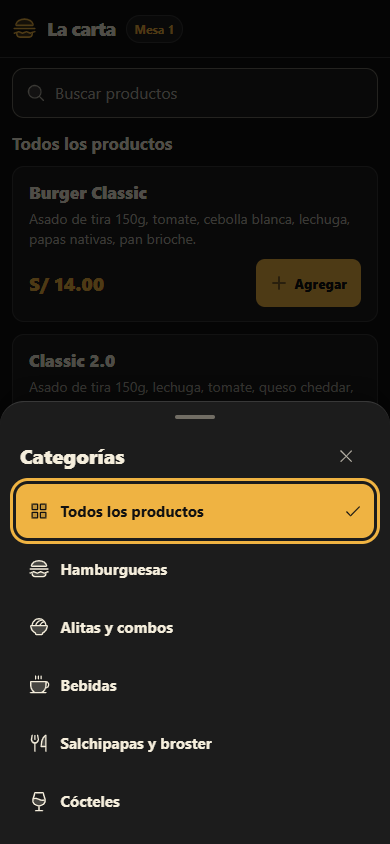 La carta
Mesa 1
Buscar productos
Todos los productos
Burger Classic
Asado de tira 150g, tomate, cebolla blanca, lechuga,
papas nativas, pan brioche.
S/ 14.00
Agregar
Classic 2.0
Asado de tira 150g, lechuga, tomate, queso cheddar,
Categorías
Todos los productos
Hamburguesas
Alitas y combos
Bebidas
Salchipapas y broster
Cócteles